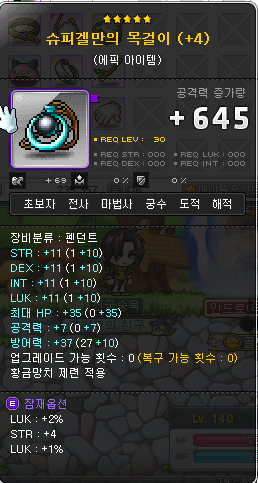 슈피겔만의 목걸이 (+4)
(에픽 아이템)
공격력 증가량
+645
REQ LEV : 30
REQ STR : 000 REQ LUK : 000
REQ DEX : 000 REQ INT : 000
+ 69 0 % 0 %
초보자 전사 마법사 궁수 도적 해적
장비분류 : 펜던트
STR : +11 (1 +10)
DEX : +11 (1 +10)
INT : +11 (1 +10)
LUK : +11 (1 +10)
최대 HP : +35 (0 +35)
공격력 : +7 (0 +7)
방어력 : +37 (27 +10)
업그레이드 가능 횟수 : 0 (복구 가능 횟수 : 0)
황금망치 제련 적용
E 잠재옵션
LUK : +2%
STR : +4
LUK : +1%
Lv. 140
HP